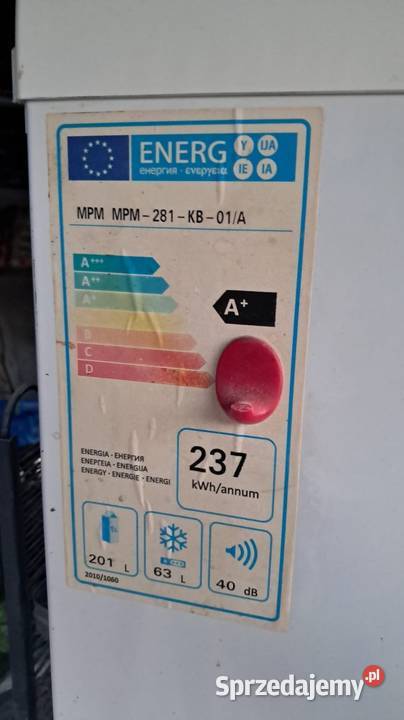 ENERG Y IJA
енергия · ενεργεια IE IA
MPM MPM-281-KB-01/A
A+++
A++
A+
A+
B
C
D
ENERGIA · ЕНЕРГИЯ
ΕΝΕΡΓΕΙΑ · ENERGIJA
ENERGY · ENERGIE · ENERGI
237
kWh/annum
201 L
63 L
40 dB
2010/1060
Sprzedajemy.pl